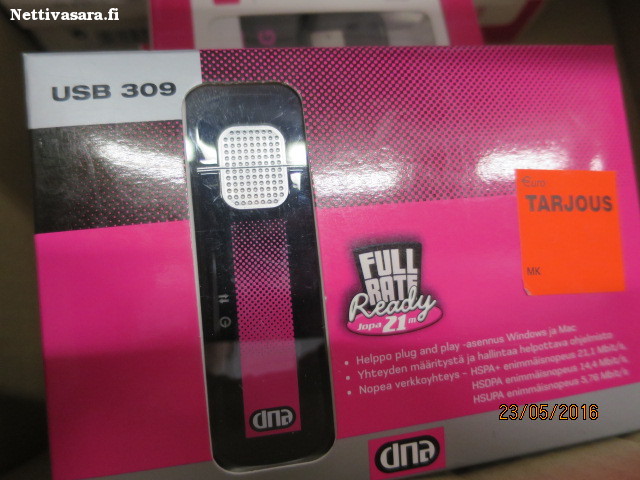 Nettivasara.fi
USB 309
Euro
TARJOUS
MK
FULL
RATE
Ready
Jopa 21 M
• Helppo plug and play -asennus Windows ja Mac
• Yhteyden määritystä ja hallintaa helpottava ohjelmisto
• Nopea verkkoyhteys - HSPA+ enimmäisnopeus 21,1 Mbit/s,
HSDPA enimmäisnopeus 14,4 Mbit/s,
HSUPA enimmäisnopeus 5,76 Mbit/s
23/05/2016
dna
dna